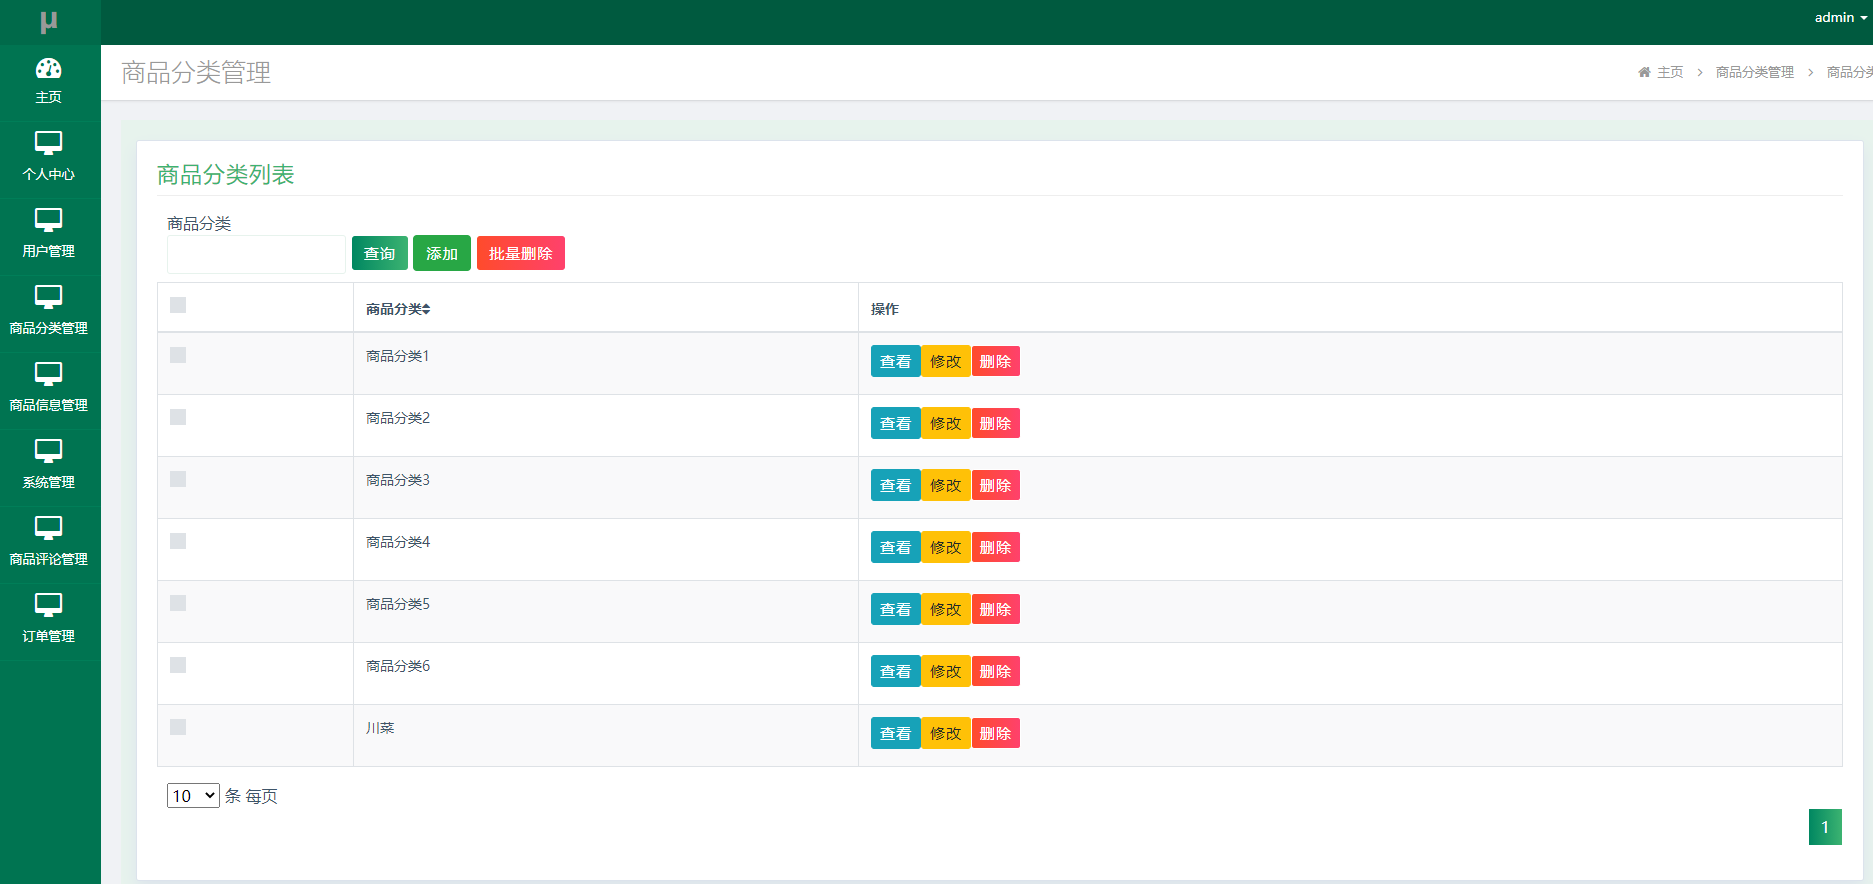 µ
admin
主页
个人中心
用户管理
商品分类管理
商品信息管理
系统管理
商品评论管理
订单管理
商品分类管理
主页 > 商品分类管理 > 商品分类
商品分类列表
商品分类
查询 添加 批量删除
商品分类 操作
商品分类1 查看 修改 删除
商品分类2 查看 修改 删除
商品分类3 查看 修改 删除
商品分类4 查看 修改 删除
商品分类5 查看 修改 删除
商品分类6 查看 修改 删除
川菜 查看 修改 删除
10 条 每页
1